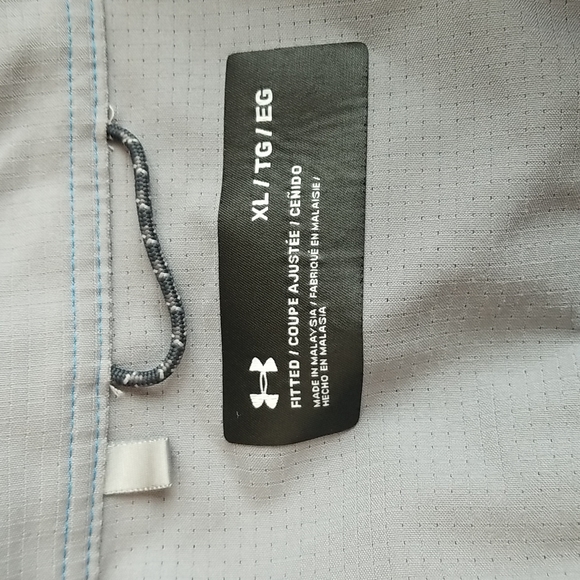 XL / TG / EG
FITTED / COUPE AJUSTÉE / CEÑIDO
MADE IN MALAYSIA / FABRIQUÉ EN MALAISIE /
HECHO EN MALASIA